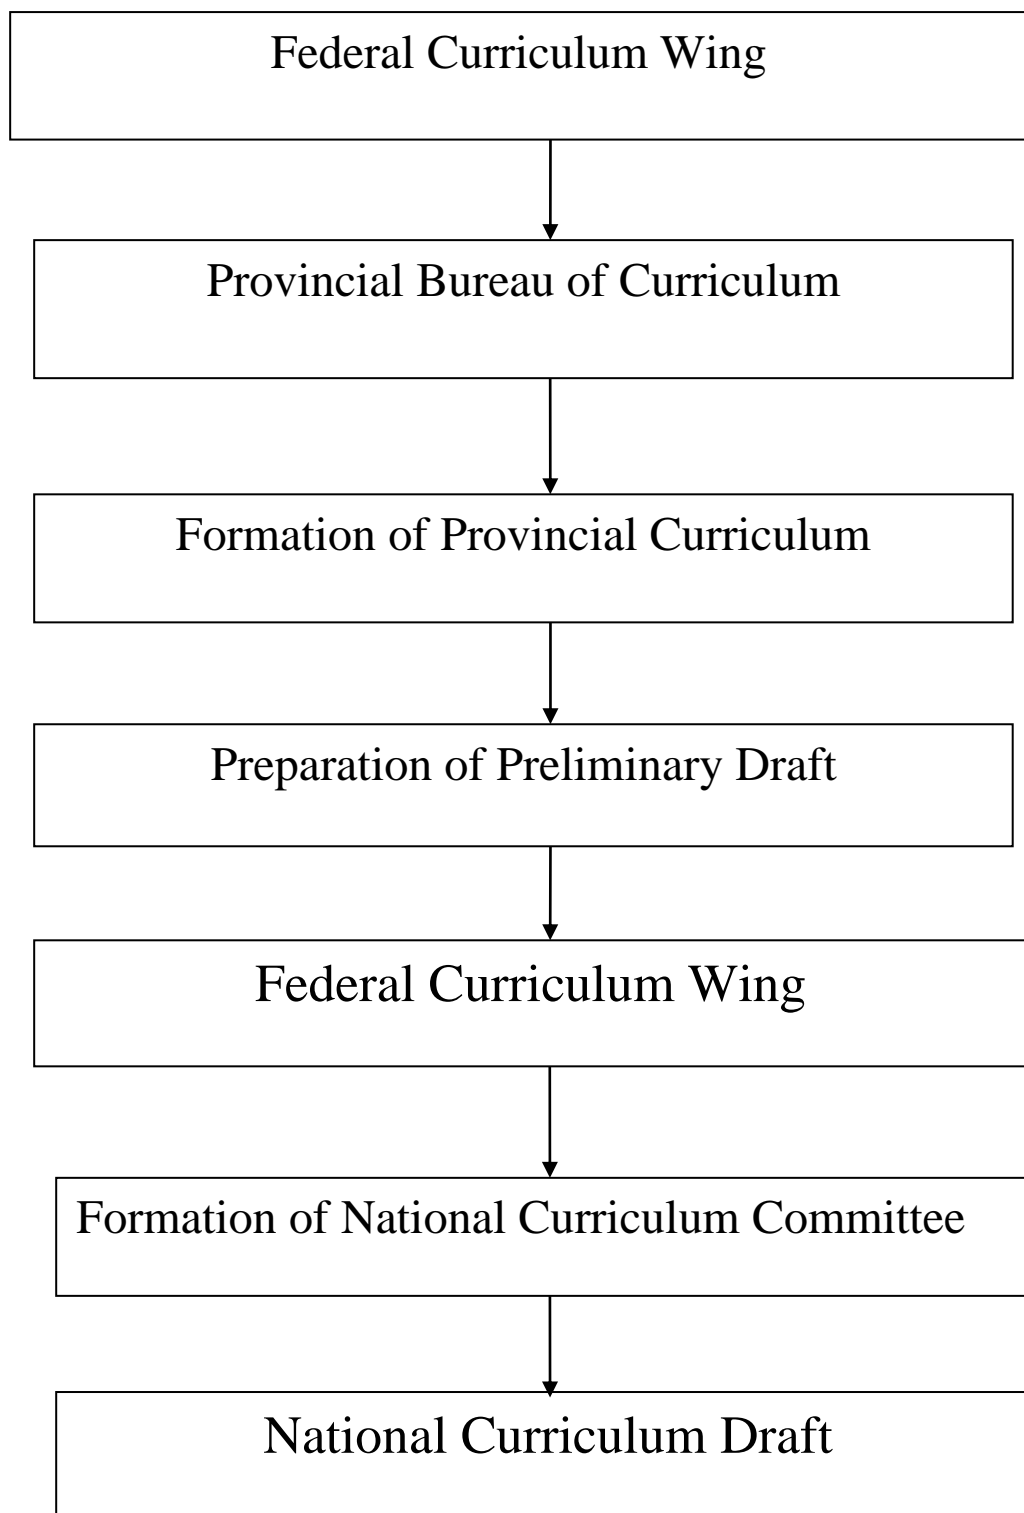 Federal Curriculum Wing
Provincial Bureau of Curriculum
Formation of Provincial Curriculum
Preparation of Preliminary Draft
Federal Curriculum Wing
Formation of National Curriculum Committee
National Curriculum Draft